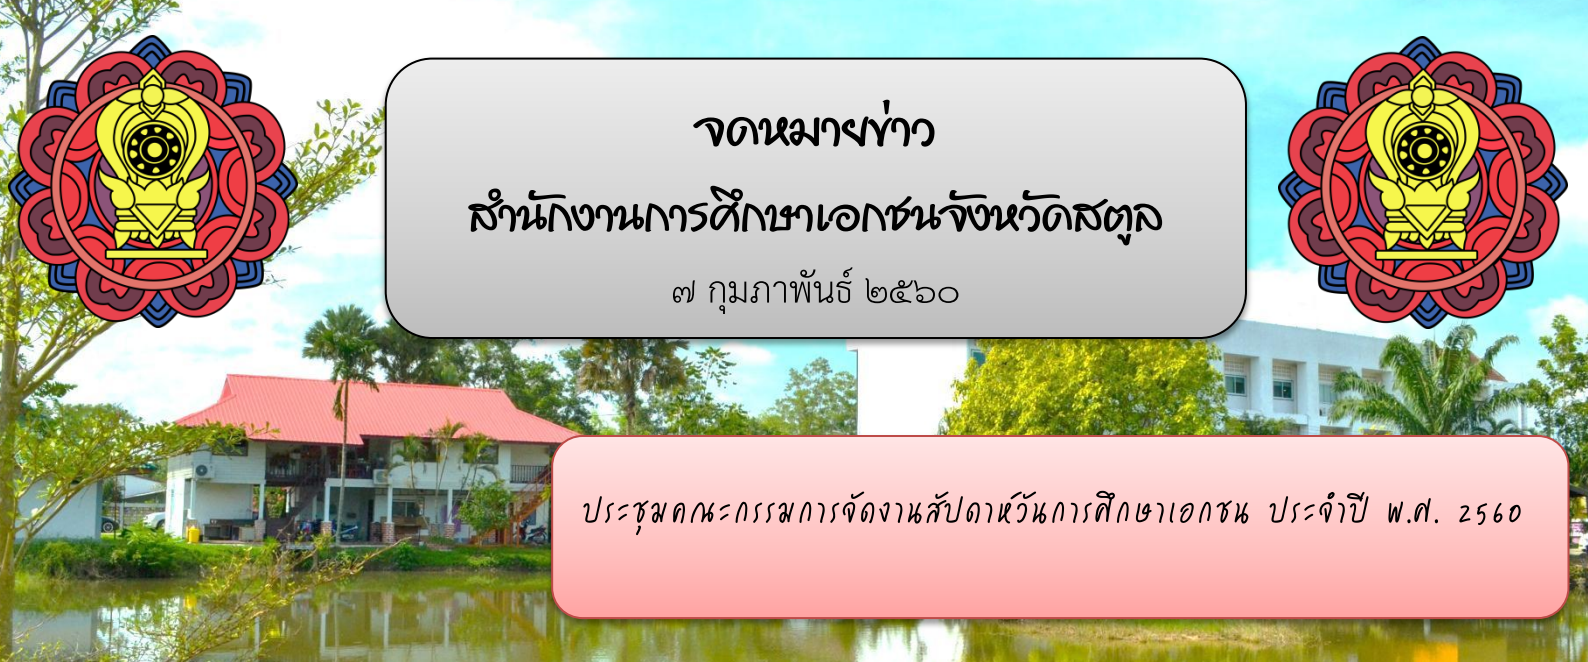 จดหมายข่าว
สำนักงานการศึกษาเอกชนจังหวัดสตูล
๗ กุมภาพันธ์ ๒๕๖๐
ประชุมคณะกรรมการจัดงานสัปดาห์วันการศึกษาเอกชน ประจำปี พ.ศ. 2560